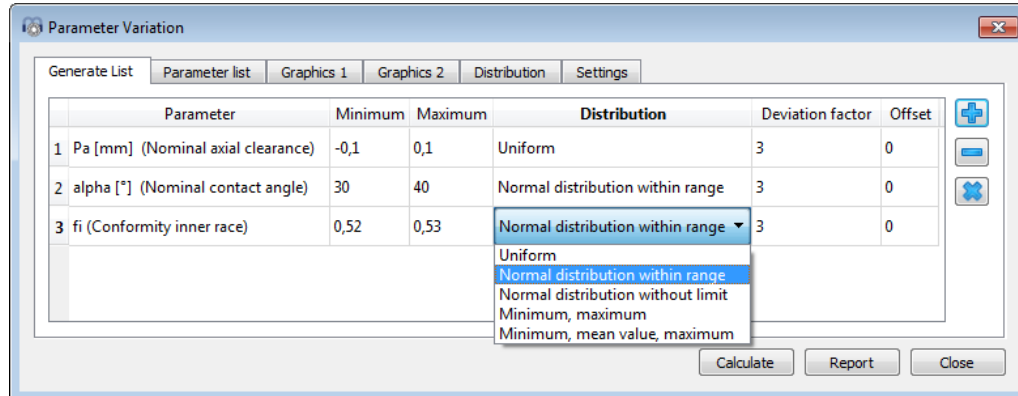 Parameter Variation
Generate List Parameter list Graphics 1 Graphics 2 Distribution Settings
Parameter Minimum Maximum Distribution Deviation factor Offset
1 Pa [mm] (Nominal axial clearance) -0,1 0,1 Uniform 3 0
2 alpha [°] (Nominal contact angle) 30 40 Normal distribution within range 3 0
3 fi (Conformity inner race) 0,52 0,53 Normal distribution within range 3 0
Uniform
Normal distribution within range
Normal distribution without limit
Minimum, maximum
Minimum, mean value, maximum
Calculate Report Close